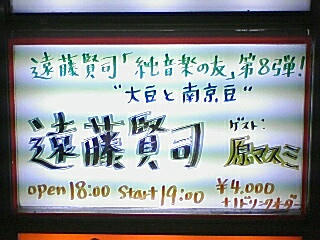 遠藤賢司「純音楽の友」第8弾!
"大豆と南京豆"
遠藤賢司
ゲスト:
原マスミ
open 18:00 start 19:00
¥4,000
+1ドリンクオーダー